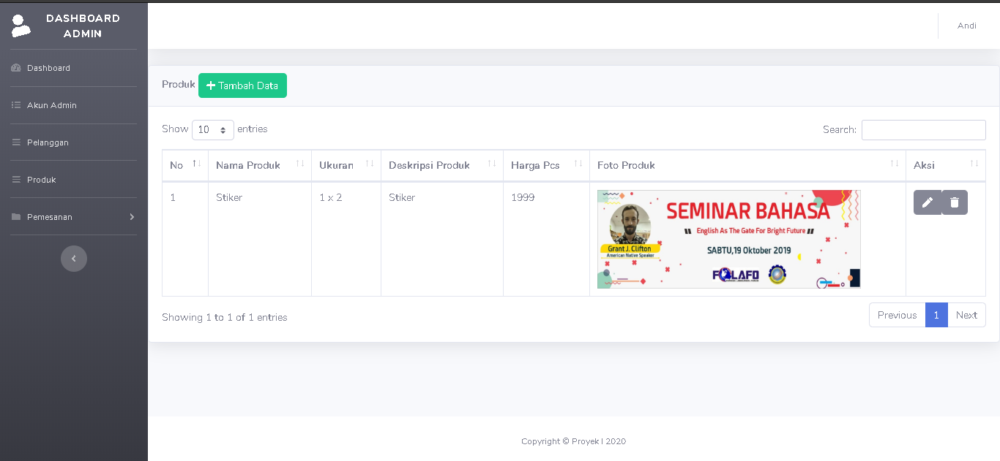 DASHBOARD
ADMIN
Andi
Dashboard
Akun Admin
Pelanggan
Produk
Pemesanan
Produk
Tambah Data
Show 10 entries
Search:
No Nama Produk Ukuran Deskripsi Produk Harga Pcs Foto Produk Aksi
1 Stiker 1 x 2 Stiker 1999
SEMINAR BAHASA
" English As The Gate For Bright Future "
Grant J. Clifton
American Native Speaker
SABTU,19 Oktober 2019
FOLAFO
Showing 1 to 1 of 1 entries
Previous 1 Next
Copyright © Proyek I 2020